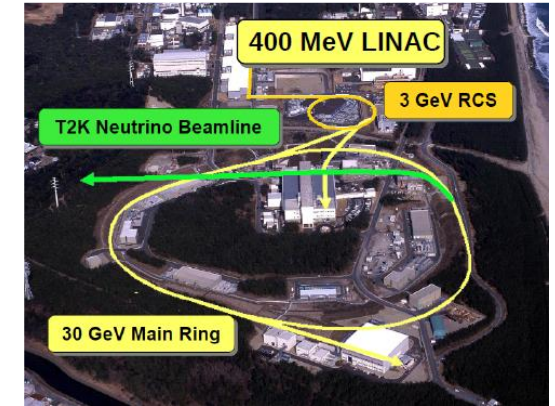 400 MeV LINAC
3 GeV RCS
T2K Neutrino Beamline
30 GeV Main Ring